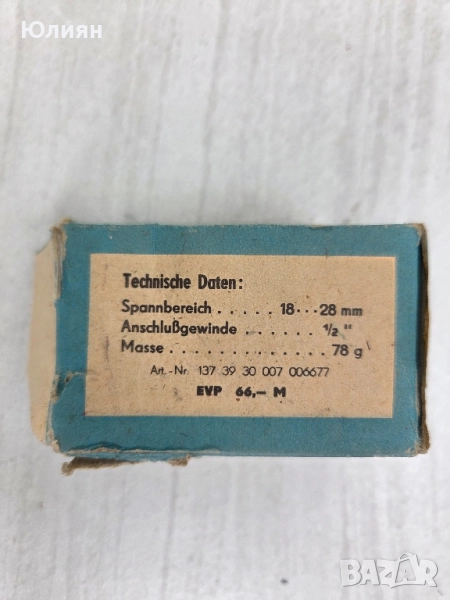 Юлиян
Technische Daten:
Spannbereich . . . . . 18···28 mm
Anschlußgewinde . . . . . . . 1/2 "
Masse . . . . . . . . . . . . . 78 g
Art.-Nr. 137 39 30 007 006677
EVP 66,– M
BAZAR